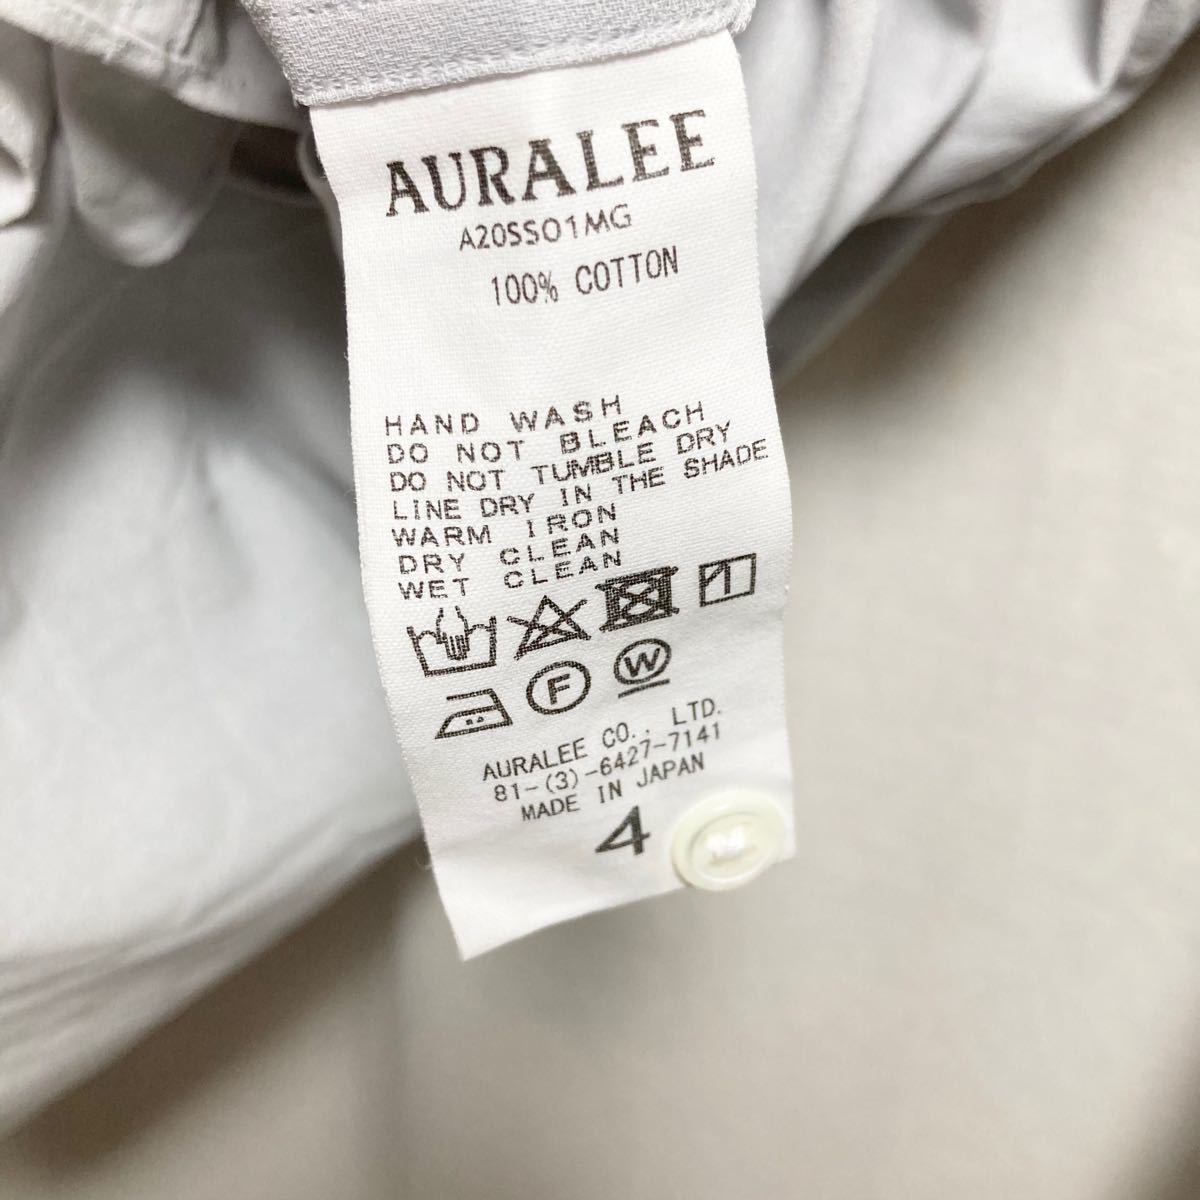 AURALEE
A20SS01MG
100% COTTON
HAND WASH
DO NOT BLEACH
DO NOT TUMBLE DRY
LINE DRY IN THE SHADE
WARM IRON
DRY CLEAN
WET CLEAN
F W
AURALEE CO., LTD.
81-(3)-6427-7141
MADE IN JAPAN
4